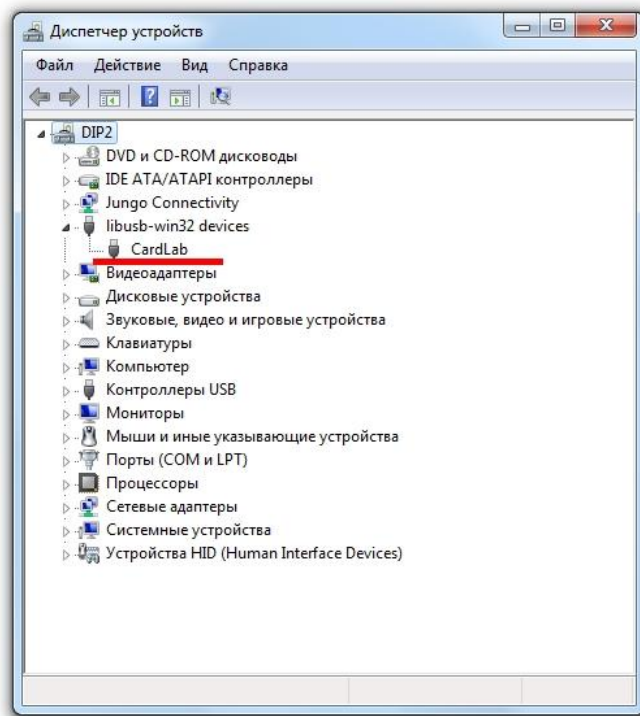 Диспетчер устройств
Файл Действие Вид Справка
DIP2
DVD и CD-ROM дисководы
IDE ATA/ATAPI контроллеры
Jungo Connectivity
libusb-win32 devices
CardLab
Видеоадаптеры
Дисковые устройства
Звуковые, видео и игровые устройства
Клавиатуры
Компьютер
Контроллеры USB
Мониторы
Мыши и иные указывающие устройства
Порты (COM и LPT)
Процессоры
Сетевые адаптеры
Системные устройства
Устройства HID (Human Interface Devices)